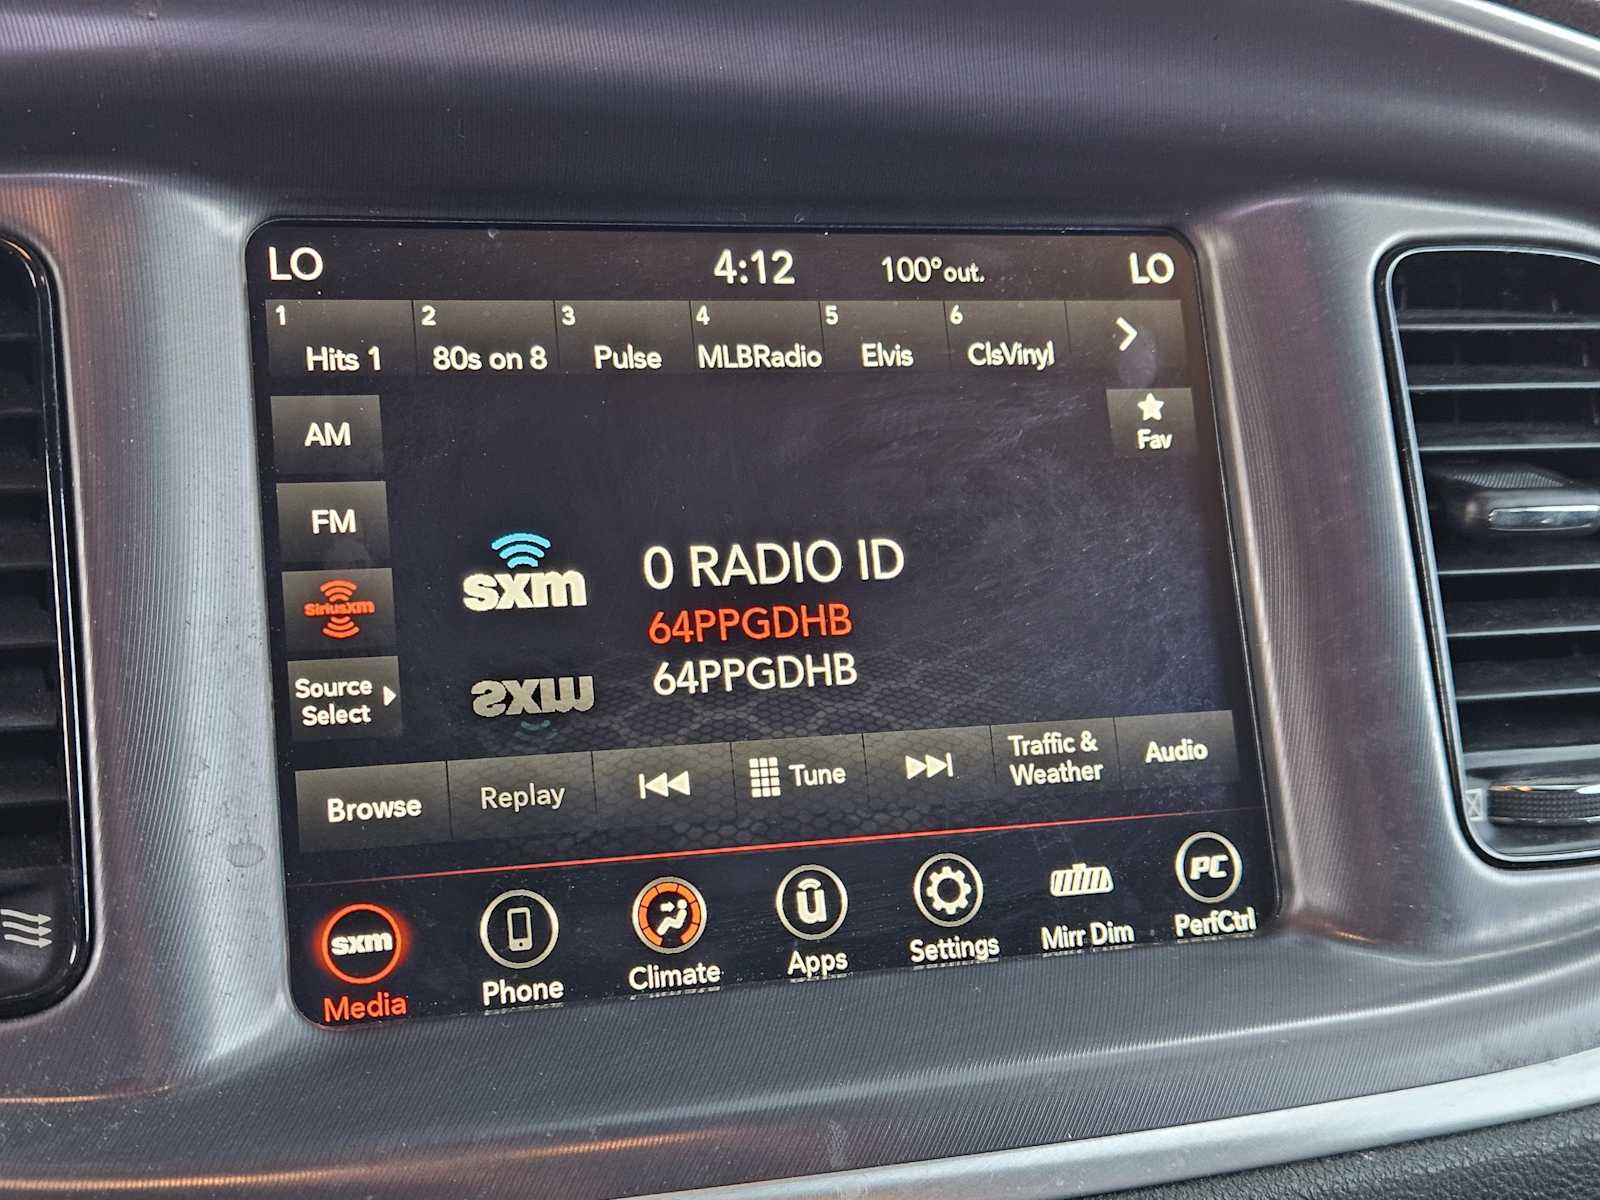 LO 4:12 100° out. LO
1 2 3 4 5 6
Hits 1 80s on 8 Pulse MLBRadio Elvis ClsVinyl
AM
Fav
FM
sxm
0 RADIO ID
SiriusXM
64PPGDHB
64PPGDHB
Source
Select
sxm
Browse Replay Tune Traffic &
Weather Audio
sxm
Media
Phone
Climate
u
Apps
Settings
Mirr Dim
PC
PerfCtrl